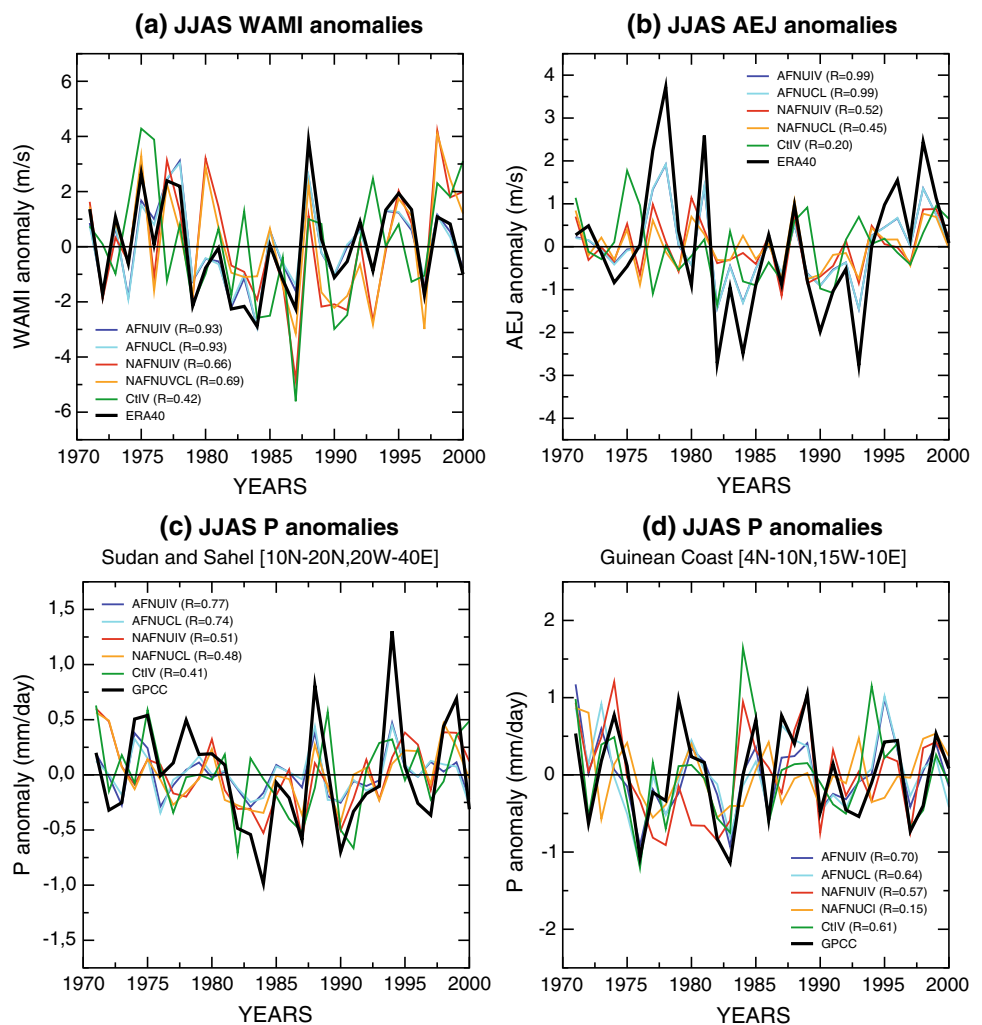 (a) JJAS WAMI anomalies
WAMI anomaly (m/s)
6
4
2
0
-2
-4
-6
AFNUIV (R=0.93)
AFNUCL (R=0.93)
NAFNUIV (R=0.66)
NAFNUVCL (R=0.69)
CtIV (R=0.42)
ERA40
1970 1975 1980 1985 1990 1995 2000
YEARS
(b) JJAS AEJ anomalies
AEJ anomaly (m/s)
4
3
2
1
0
-1
-2
-3
-4
AFNUIV (R=0.99)
AFNUCL (R=0.99)
NAFNUIV (R=0.52)
NAFNUCL (R=0.45)
CtIV (R=0.20)
ERA40
1970 1975 1980 1985 1990 1995 2000
YEARS
(c) JJAS P anomalies
Sudan and Sahel [10N-20N,20W-40E]
P anomaly (mm/day)
1,5
1,0
0.5
0.0
-0.5
-1.0
-1,5
AFNUIV (R=0.77)
AFNUCL (R=0.74)
NAFNUIV (R=0.51)
NAFNUCL (R=0.48)
CtIV (R=0.41)
GPCC
1970 1975 1980 1985 1990 1995 2000
YEARS
(d) JJAS P anomalies
Guinean Coast [4N-10N,15W-10E]
P anomaly (mm/day)
2
1
0
-1
-2
AFNUIV (R=0.70)
AFNUCL (R=0.64)
NAFNUIV (R=0.57)
NAFNUCl (R=0.15)
CtIV (R=0.61)
GPCC
1970 1975 1980 1985 1990 1995 2000
YEARS